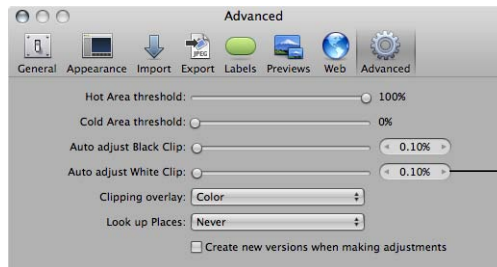 Advanced
General Appearance Import Export Labels Previews Web Advanced
Hot Area threshold: 100%
Cold Area threshold: 0%
Auto adjust Black Clip: 0.10%
Auto adjust White Clip: 0.10%
Clipping overlay: Color
Look up Places: Never
Create new versions when making adjustments